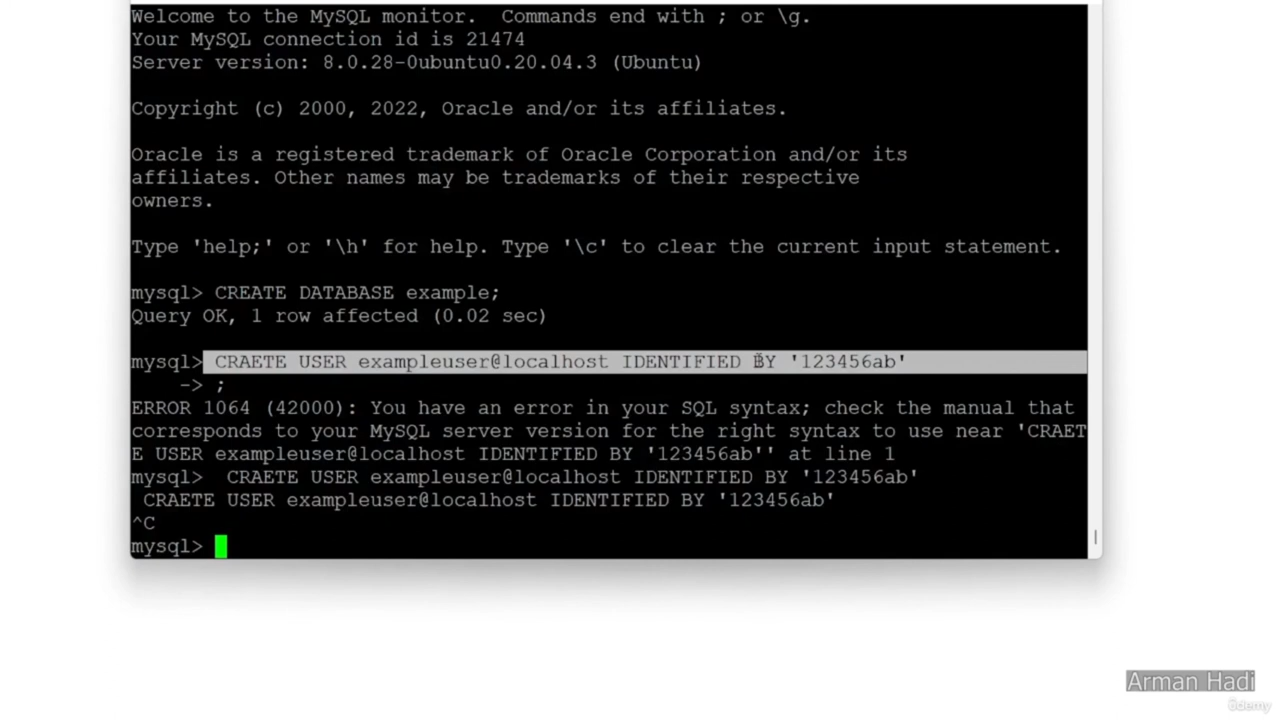 Welcome to the MySQL monitor.  Commands end with ; or \g.
Your MySQL connection id is 21474
Server version: 8.0.28-0ubuntu0.20.04.3 (Ubuntu)
Copyright (c) 2000, 2022, Oracle and/or its affiliates.
Oracle is a registered trademark of Oracle Corporation and/or its
affiliates. Other names may be trademarks of their respective
owners.
Type 'help;' or '\h' for help. Type '\c' to clear the current input statement.
mysql> CREATE DATABASE example;
Query OK, 1 row affected (0.02 sec)
mysql> CRAETE USER exampleuser@localhost IDENTIFIED BY '123456ab'
    -> ;
ERROR 1064 (42000): You have an error in your SQL syntax; check the manual that
corresponds to your MySQL server version for the right syntax to use near 'CRAET
E USER exampleuser@localhost IDENTIFIED BY '123456ab'' at line 1
mysql>  CRAETE USER exampleuser@localhost IDENTIFIED BY '123456ab'
 CRAETE USER exampleuser@localhost IDENTIFIED BY '123456ab'
^C
mysql>
Arman Hadi
ûdemy